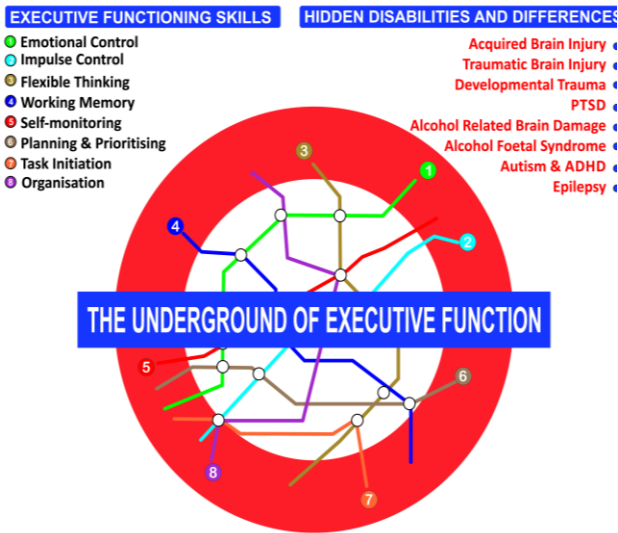 EXECUTIVE FUNCTIONING SKILLS
1 Emotional Control
2 Impulse Control
3 Flexible Thinking
4 Working Memory
5 Self-monitoring
6 Planning & Prioritising
7 Task Initiation
8 Organisation
HIDDEN DISABILITIES AND DIFFERENCES
Acquired Brain Injury
Traumatic Brain Injury
Developmental Trauma
PTSD
Alcohol Related Brain Damage
Alcohol Foetal Syndrome
Autism & ADHD
Epilepsy
3
1
4
2
THE UNDERGROUND OF EXECUTIVE FUNCTION
5
6
8
7